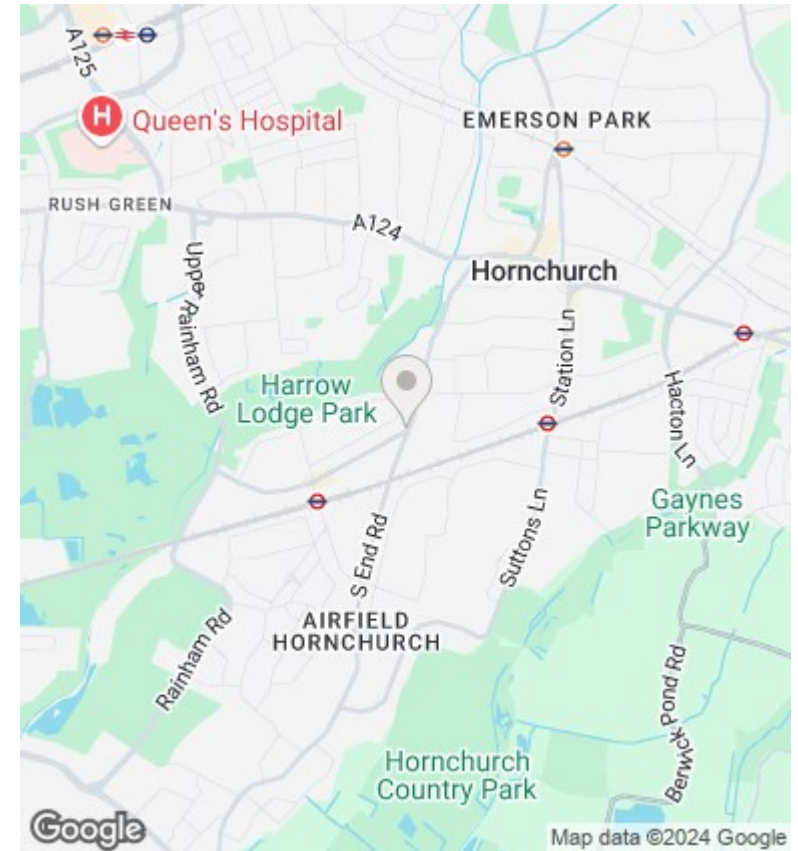 A125
H
Queen's Hospital
EMERSON PARK
RUSH GREEN
A124
Upper Rainham Rd
Hornchurch
Station Ln
Harrow
Lodge Park
Hacton Ln
Gaynes
Parkway
S End Rd
Suttons Ln
AIRFIELD
HORNCHURCH
Rainham Rd
Berwick Pond Rd
Hornchurch
Country Park
Google
Map data ©2024 Google